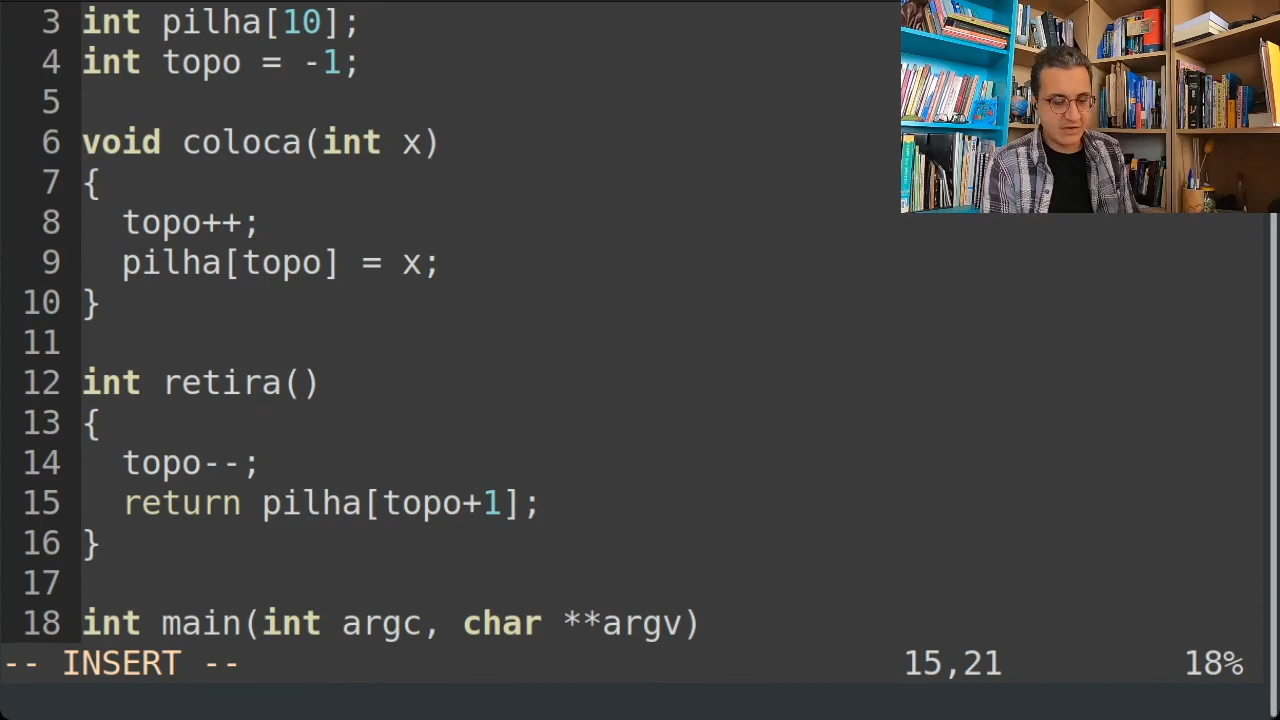 3 int pilha[10];
4 int topo = -1;
5
6 void coloca(int x)
7 {
8   topo++;
9   pilha[topo] = x;
10 }
11
12 int retira()
13 {
14   topo--;
15   return pilha[topo+1];
16 }
17
18 int main(int argc, char **argv)
-- INSERT -- 15,21 18%